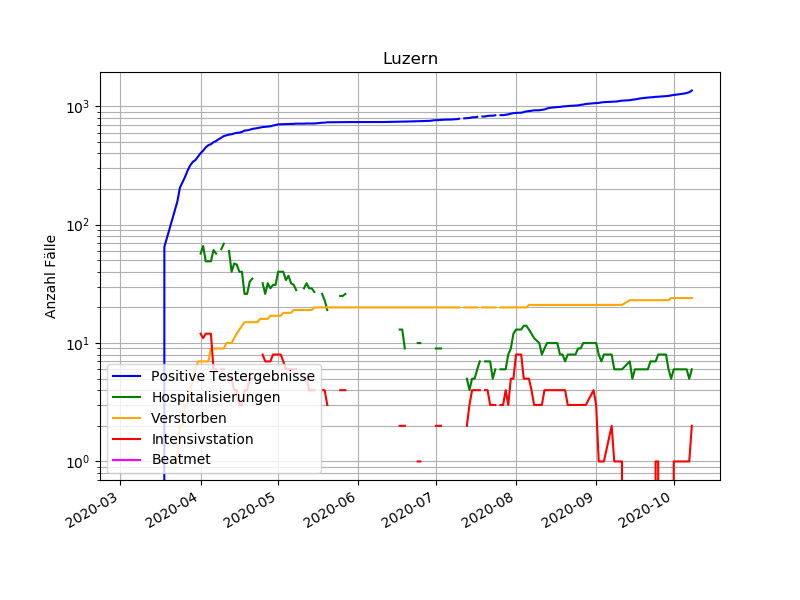 Luzern
Anzahl Fälle
10³
10²
10¹
10⁰
Positive Testergebnisse
Hospitalisierungen
Verstorben
Intensivstation
Beatmet
2020-03
2020-04
2020-05
2020-06
2020-07
2020-08
2020-09
2020-10